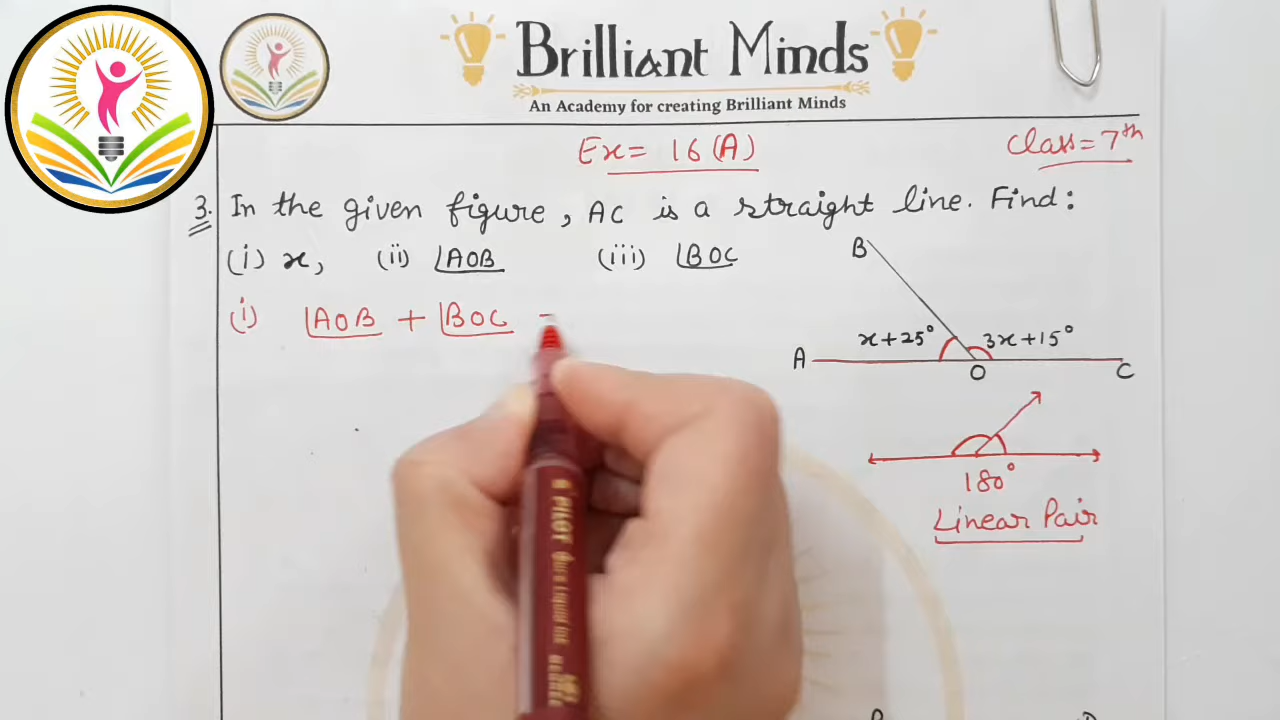 Brilliant Minds
An Academy for creating Brilliant Minds
Ex = 16 (A)
Class = 7th
3. In the given figure, AC is a straight line. Find:
(i) x, (ii) ∠AOB (iii) ∠BOC
(i) ∠AOB + ∠BOC
B
x+25° 3x+15°
A O C
180°
Linear Pair
PILOT